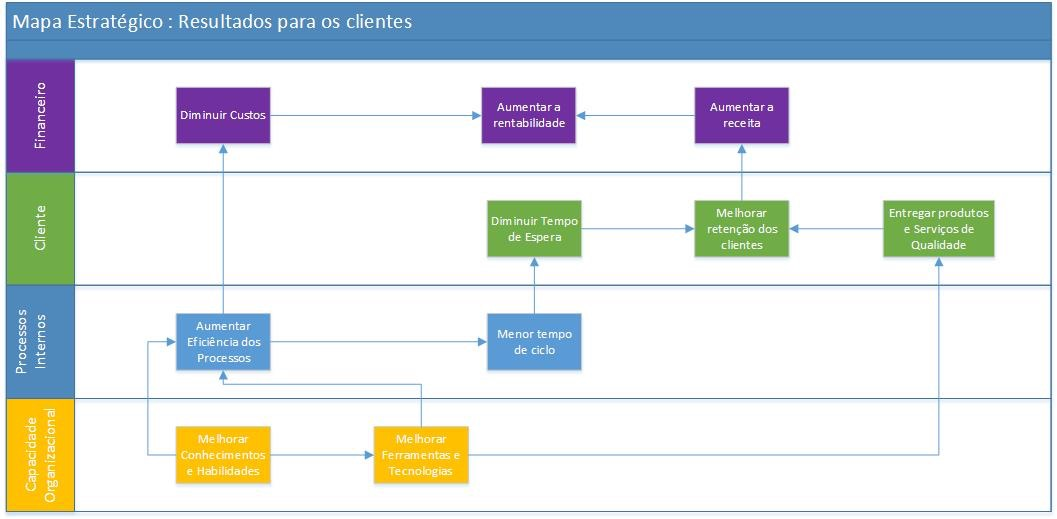 Mapa Estratégico : Resultados para os clientes
Financeiro
Diminuir Custos
Aumentar a
rentabilidade
Aumentar a
receita
Cliente
Diminuir Tempo
de Espera
Melhorar
retenção dos
clientes
Entregar produtos
e Serviços de
Qualidade
Processos
Internos
Aumentar
Eficiência dos
Processos
Menor tempo
de ciclo
Capacidade
Organizacional
Melhorar
Conhecimentos
e Habilidades
Melhorar
Ferramentas e
Tecnologias